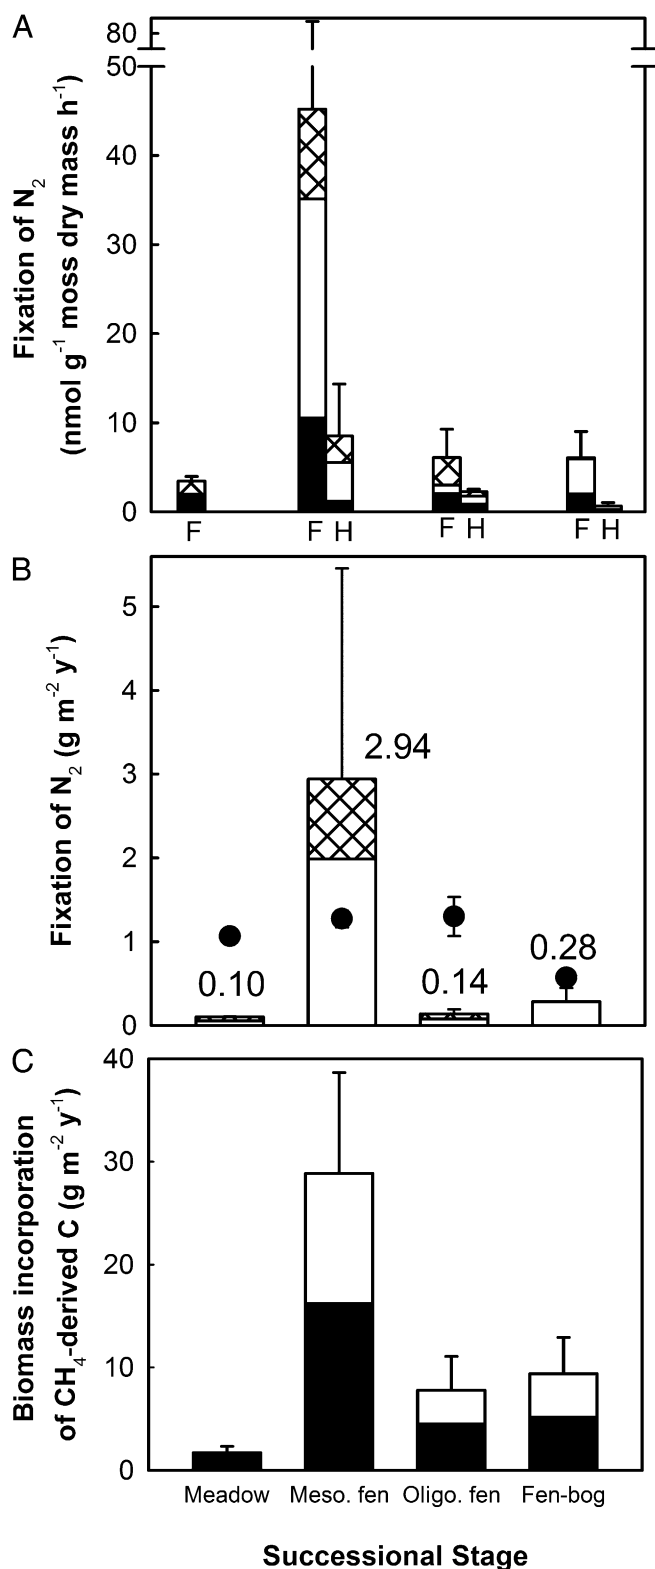 A
80
50
40
30
20
10
0
Fixation of N₂
(nmol g⁻¹ moss dry mass h⁻¹)
F F H F H F H
B
5
4
3
2
1
0
Fixation of N₂ (g m⁻² y⁻¹)
2.94
0.28
0.10
0.14
C
40
30
20
10
0
Biomass incorporation
of CH₄-derived C (g m⁻² y⁻¹)
Meadow Meso. fen Oligo. fen Fen-bog
Successional Stage